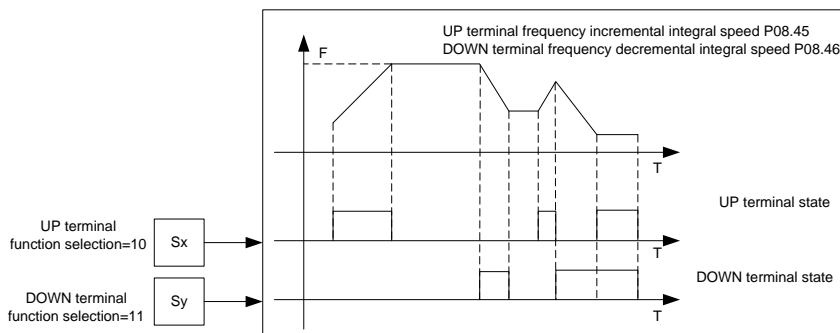 UP terminal frequency incremental integral speed P08.45
DOWN terminal frequency decremental integral speed P08.46
F
T
UP terminal state
UP terminal
function selection=10
Sx
T
DOWN terminal state
DOWN terminal
function selection=11
Sy
T